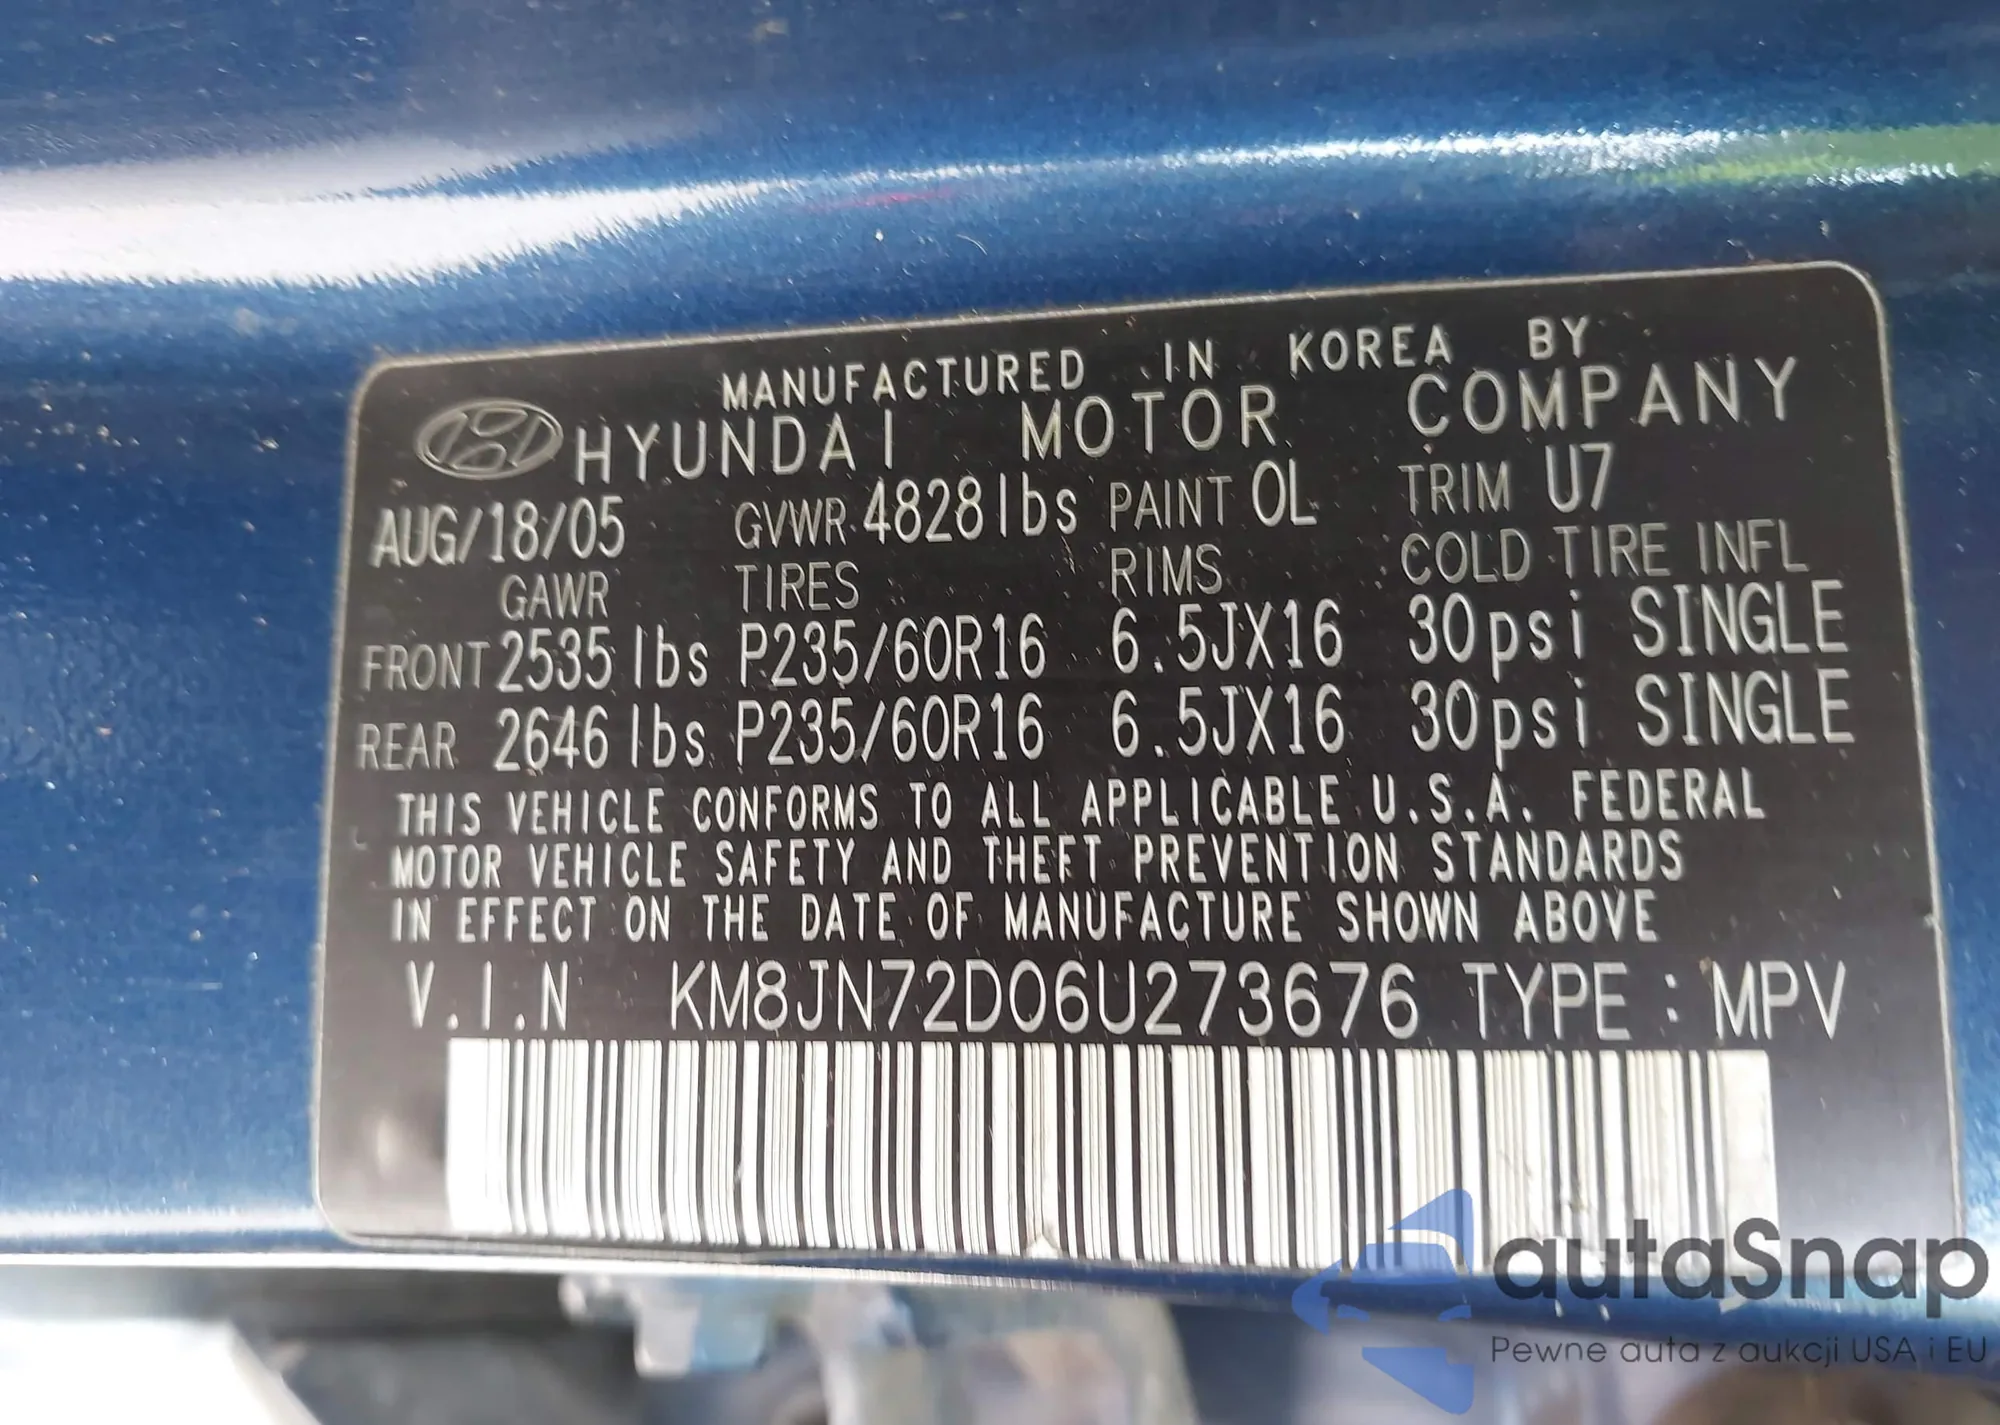 MANUFACTURED IN KOREA BY
HYUNDAI MOTOR COMPANY
AUG/18/05 GVWR 4828lbs PAINT OL TRIM U7
GAWR TIRES RIMS COLD TIRE INFL
FRONT 2535 lbs P235/60R16 6.5JX16 30psi SINGLE
REAR 2646 lbs P235/60R16 6.5JX16 30psi SINGLE
THIS VEHICLE CONFORMS TO ALL APPLICABLE U.S.A. FEDERAL
MOTOR VEHICLE SAFETY AND THEFT PREVENTION STANDARDS
IN EFFECT ON THE DATE OF MANUFACTURE SHOWN ABOVE
V.I.N KM8JN72D06U273676 TYPE : MPV
autaSnap
Pewne auta z aukcji USA i EU